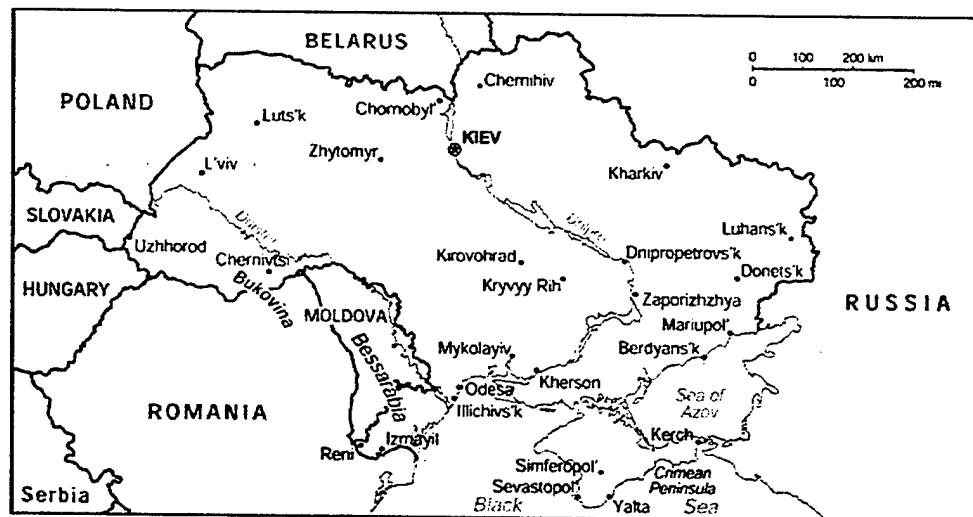 BELARUS
0 100 200 km
0 100 200 mi
Chernihiv
POLAND
Chornobyl'
Luts'k
KIEV
Zhytomyr
L'viv
Kharkiv
SLOVAKIA
Luhans'k
Uzhhorod
Kirovohrad
Dnipropetrovs'k
Chernivtsi
Donets'k
HUNGARY
Bukovina
Kryvyy Rih
Zaporizhzhya
RUSSIA
MOLDOVA
Mariupol'
Mykolayiv
Berdyans'k
Bessarabia
Kherson
Odesa
Sea of
Azov
ROMANIA
Illichivs'k
Izmayil
Kerch
Reni
Simferopol'
Crimean
Peninsula
Serbia
Sevastopol'
Yalta
Black Sea